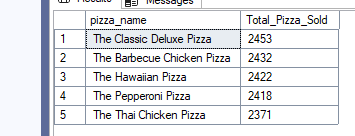 Messages
pizza_name Total_Pizza_Sold
1 The Classic Deluxe Pizza 2453
2 The Barbecue Chicken Pizza 2432
3 The Hawaiian Pizza 2422
4 The Pepperoni Pizza 2418
5 The Thai Chicken Pizza 2371